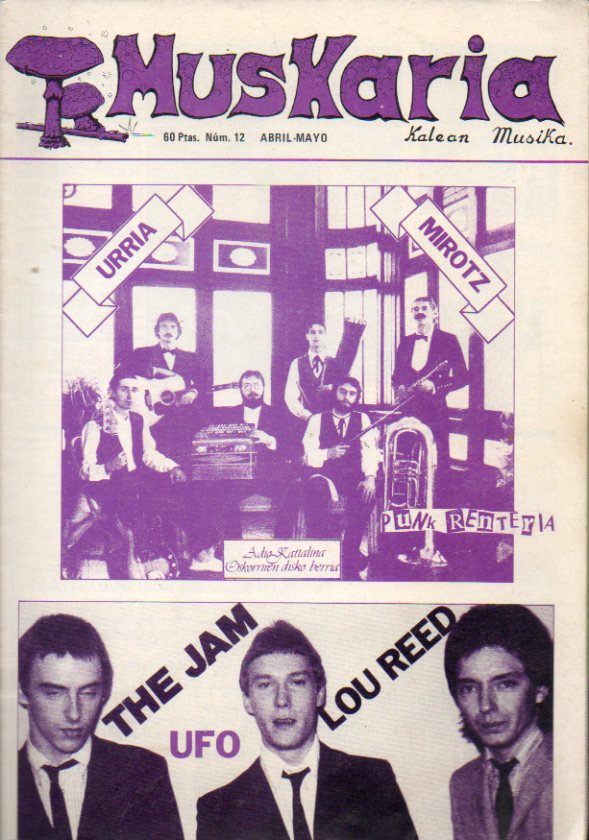 Muskaria
60 Ptas. Núm. 12 ABRIL-MAYO Kalean Musika.
URRIA
MIROTZ
PUNK RENTERIA
Adio Kattalina
Oskorriren disko berria
THE JAM
LOU REED
UFO